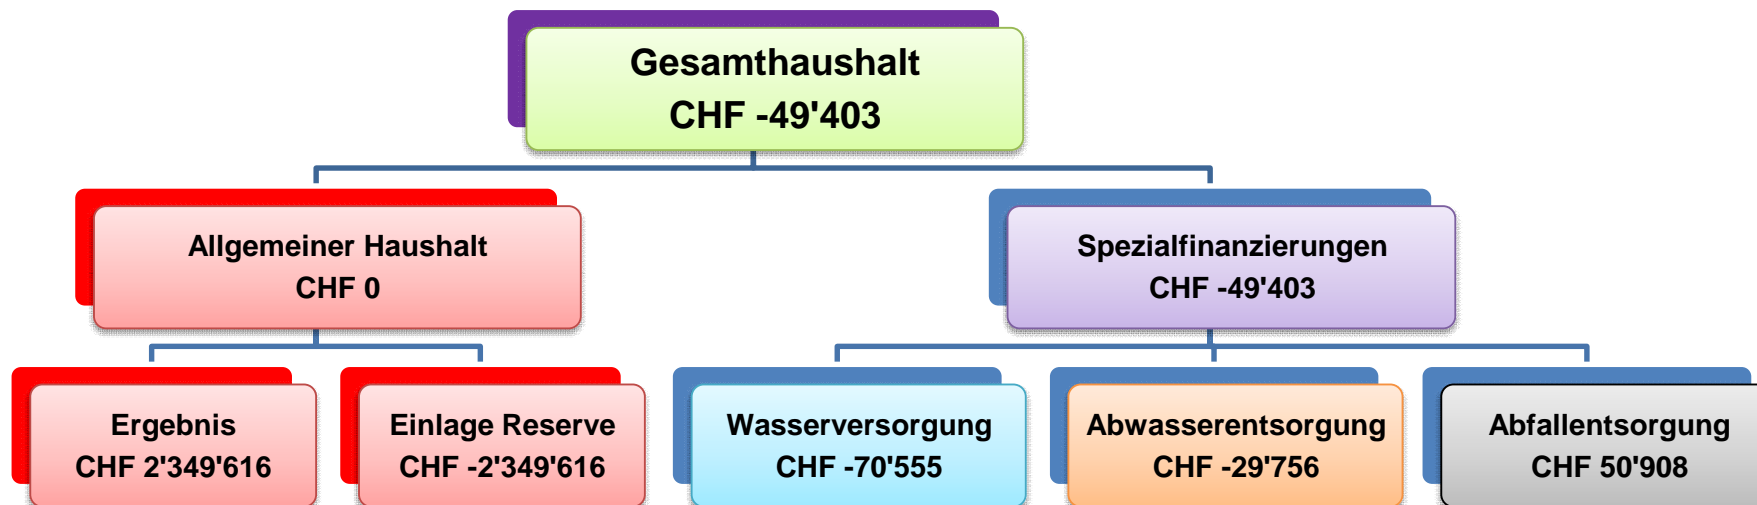 Gesamthaushalt
CHF -49'403
Allgemeiner Haushalt
CHF 0
Spezialfinanzierungen
CHF -49'403
Ergebnis
CHF 2'349'616
Einlage Reserve
CHF -2'349'616
Wasserversorgung
CHF -70'555
Abwasserentsorgung
CHF -29'756
Abfallentsorgung
CHF 50'908